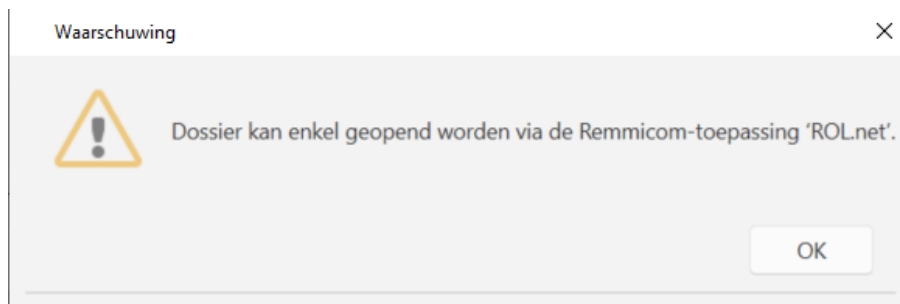 Waarschuwing
Dossier kan enkel geopend worden via de Remmicom-toepassing ‘ROL.net’.
OK